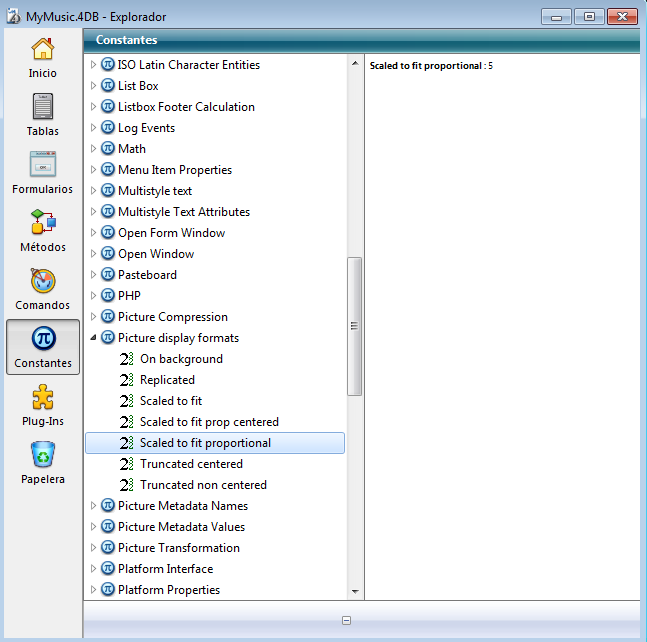 MyMusic.4DB - Explorador
Inicio
Tablas
Formularios
Métodos
Comandos
Constantes
Plug-Ins
Papelera
Constantes
ISO Latin Character Entities
List Box
Listbox Footer Calculation
Log Events
Math
Menu Item Properties
Multistyle text
Multistyle Text Attributes
Open Form Window
Open Window
Pasteboard
PHP
Picture Compression
Picture display formats
On background
Replicated
Scaled to fit
Scaled to fit prop centered
Scaled to fit proportional
Truncated centered
Truncated non centered
Picture Metadata Names
Picture Metadata Values
Picture Transformation
Platform Interface
Platform Properties
Scaled to fit proportional : 5